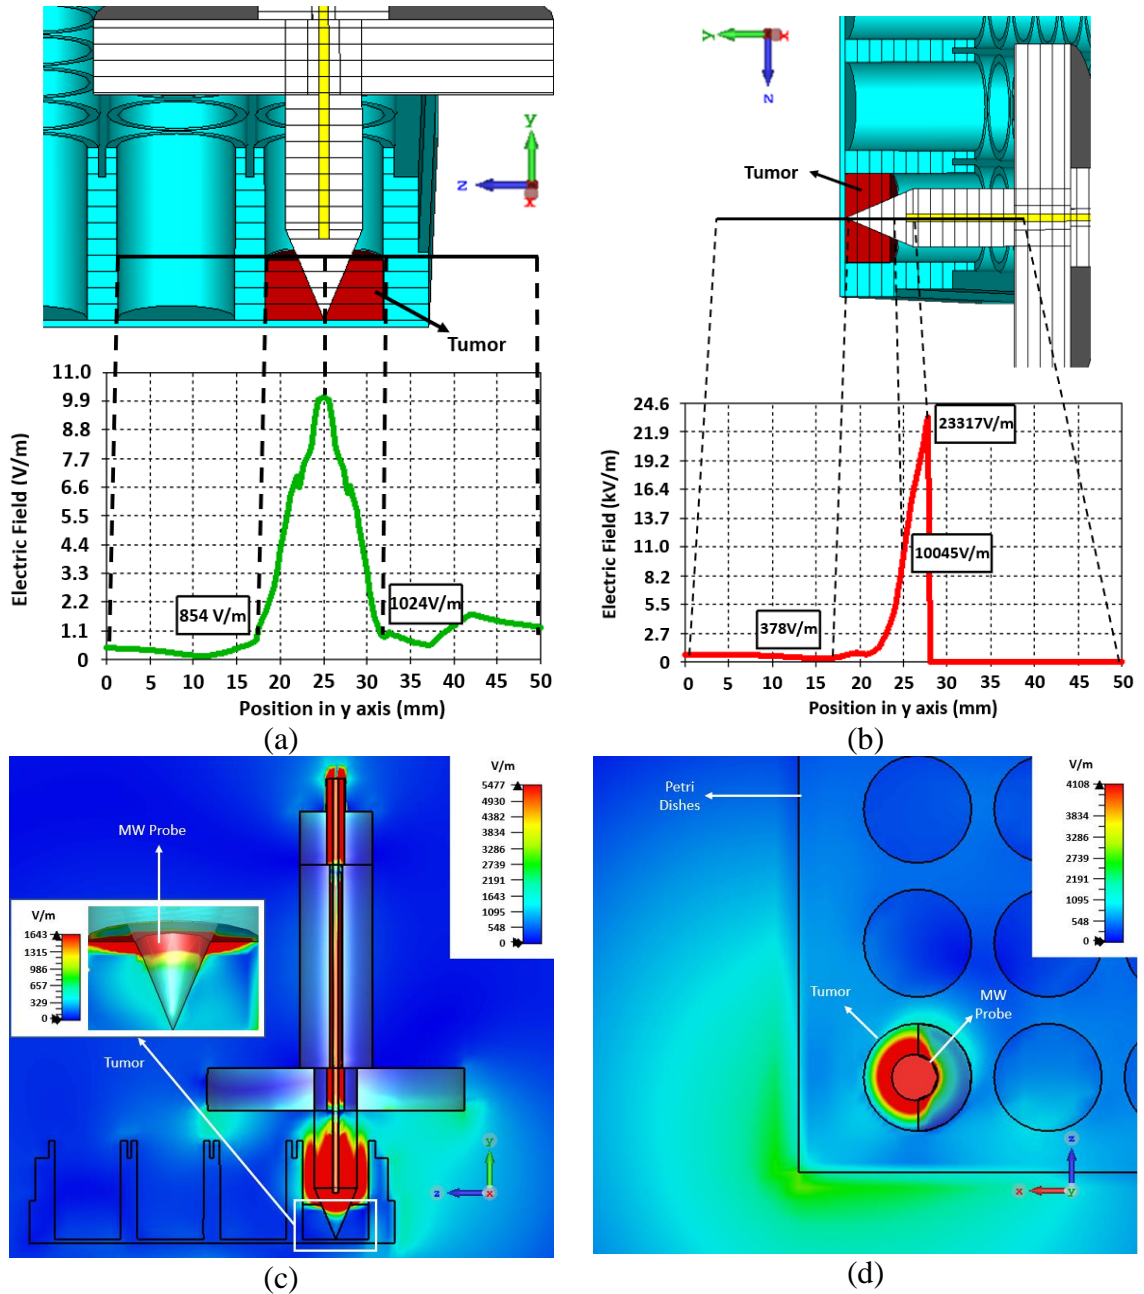 y
z
x
Tumor
11.0
9.9
8.8
7.7
6.6
5.5
4.4
3.3
2.2
1.1
0
Electric Field (V/m)
854 V/m
1024V/m
0 5 10 15 20 25 30 35 40 45 50
Position in y axis (mm)
(a)
y x
z
Tumor
24.6
21.9
19.2
16.4
13.7
11.0
8.2
5.5
2.7
0
Electric Field (kV/m)
23317V/m
10045V/m
378V/m
0 5 10 15 20 25 30 35 40 45 50
Position in y axis (mm)
(b)
V/m
5477
4930
4382
3834
3286
2739
2191
1643
1095
548
0
MW Probe
V/m
1643
1315
986
657
329
0
Tumor
y
z x
(c)
Petri
Dishes
V/m
4108
3834
3286
2739
2191
1643
1095
548
0
Tumor
MW
Probe
z
x y
(d)